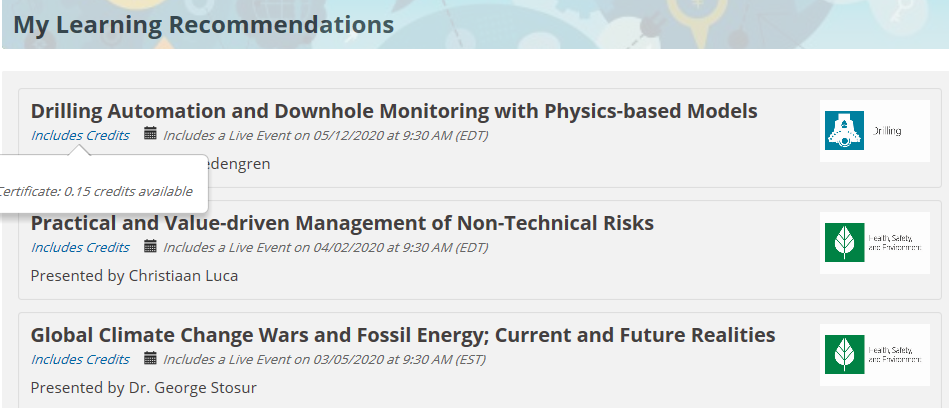 My Learning Recommendations
Drilling Automation and Downhole Monitoring with Physics-based Models
Includes Credits Includes a Live Event on 05/12/2020 at 9:30 AM (EDT)
Drilling
Certificate: 0.15 credits available
Practical and Value-driven Management of Non-Technical Risks
Includes Credits Includes a Live Event on 04/02/2020 at 9:30 AM (EDT)
Presented by Christiaan Luca
Health, Safety,
and Environment
Global Climate Change Wars and Fossil Energy; Current and Future Realities
Includes Credits Includes a Live Event on 03/05/2020 at 9:30 AM (EST)
Presented by Dr. George Stosur
Health, Safety,
and Environment